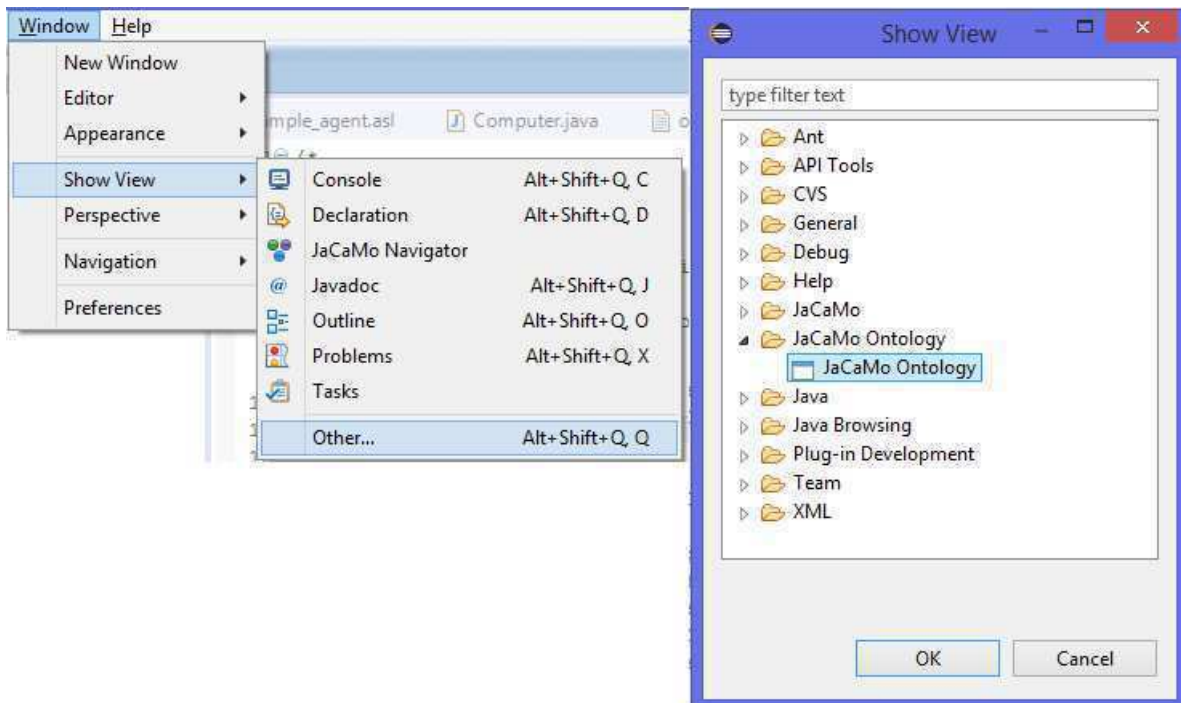 Window Help
New Window
Editor
Appearance
Show View
Perspective
Navigation
Preferences
mple_agent.asl Computer.java o
/*
Console Alt+Shift+Q, C
Declaration Alt+Shift+Q, D
JaCaMo Navigator
Javadoc Alt+Shift+Q, J
Outline Alt+Shift+Q, O
Problems Alt+Shift+Q, X
Tasks
Other... Alt+Shift+Q, Q
Show View
type filter text
Ant
API Tools
CVS
General
Debug
Help
JaCaMo
JaCaMo Ontology
JaCaMo Ontology
Java
Java Browsing
Plug-in Development
Team
XML
OK Cancel